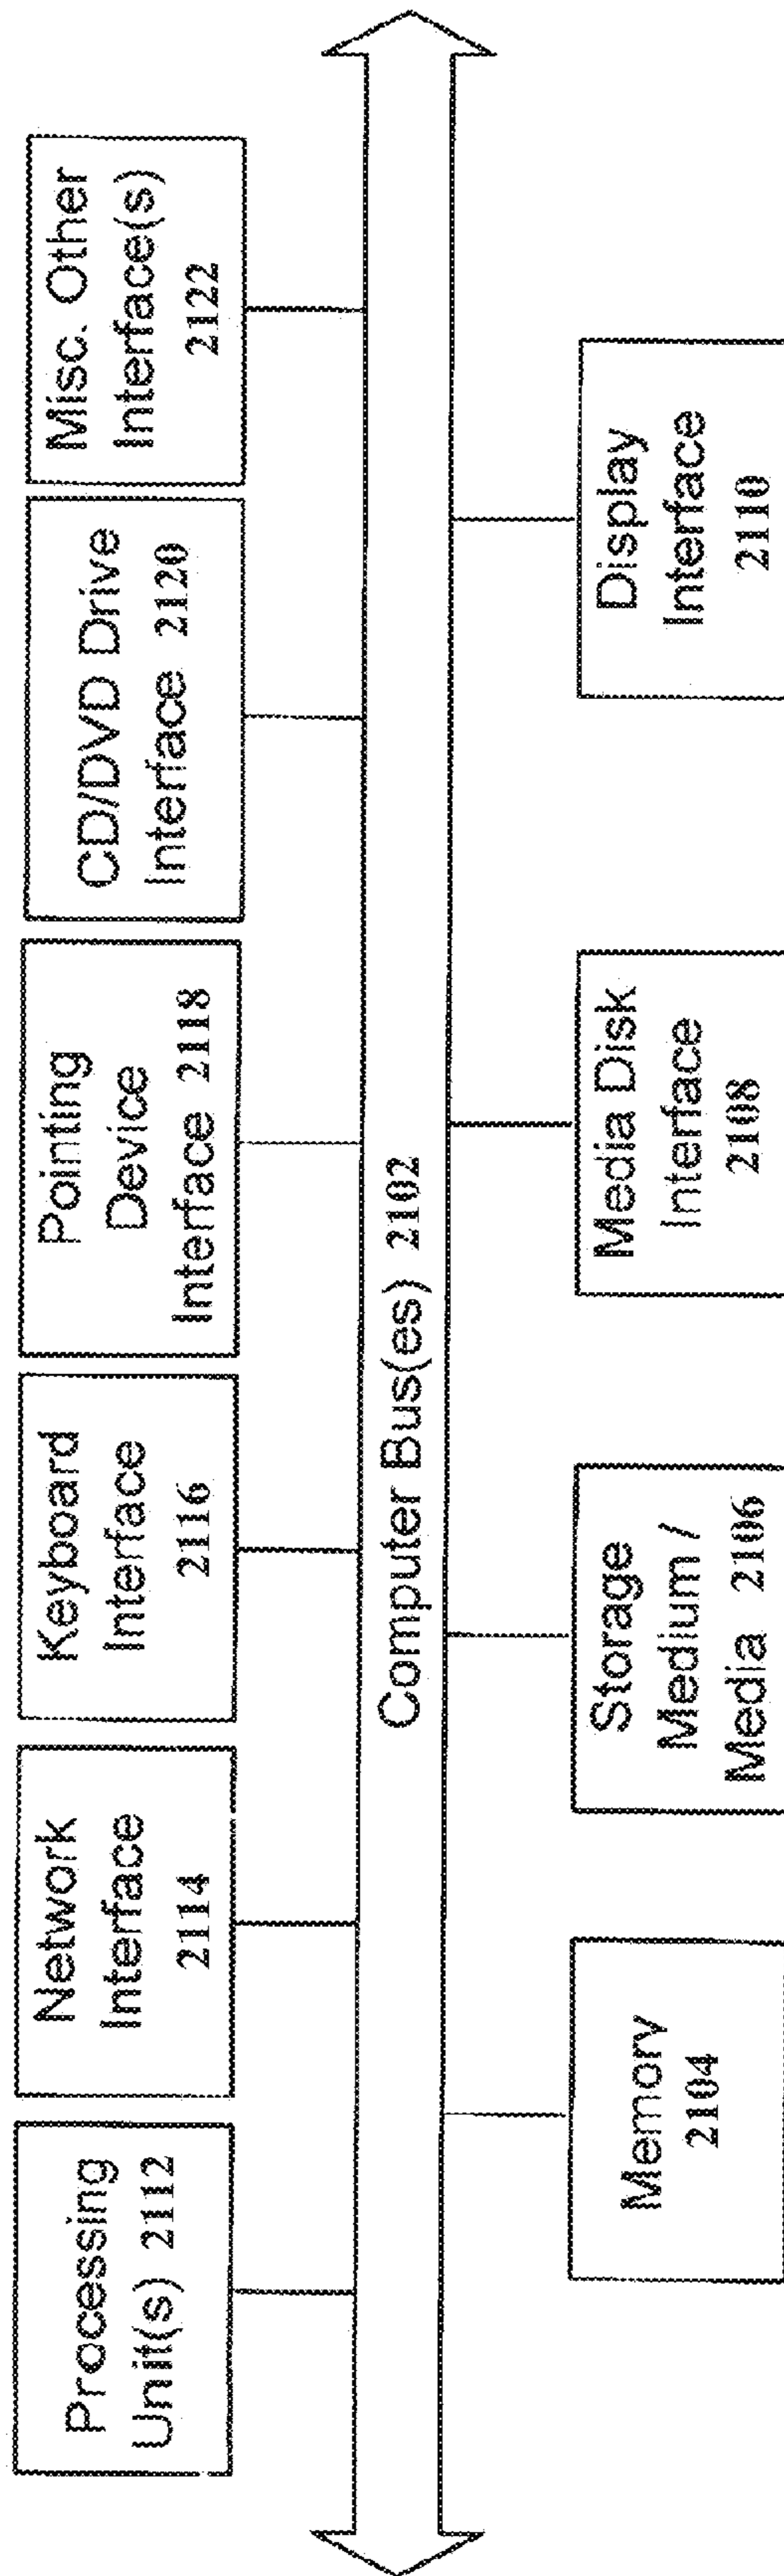 Processing
Unit(s) 2112
Network
Interface
2114
Keyboard
Interface
2116
Pointing
Device
Interface 2118
CD/DVD Drive
Interface 2120
Misc. Other
Interface(s)
2122
Computer Bus(es) 2102
Memory
2104
Storage
Medium /
Media 2106
Media Disk
Interface
2108
Display
Interface
2110